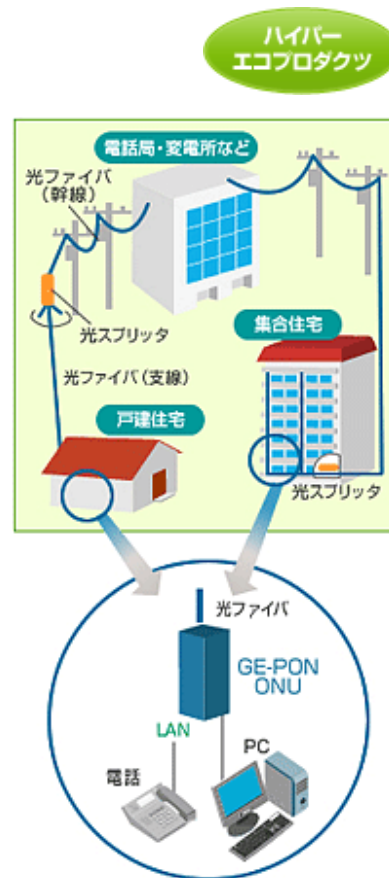 ハイパー
エコプロダクツ
電話局・変電所など
光ファイバ
(幹線)
光スプリッタ
集合住宅
光ファイバ(支線)
戸建住宅
光スプリッタ
光ファイバ
GE-PON
ONU
LAN
PC
電話